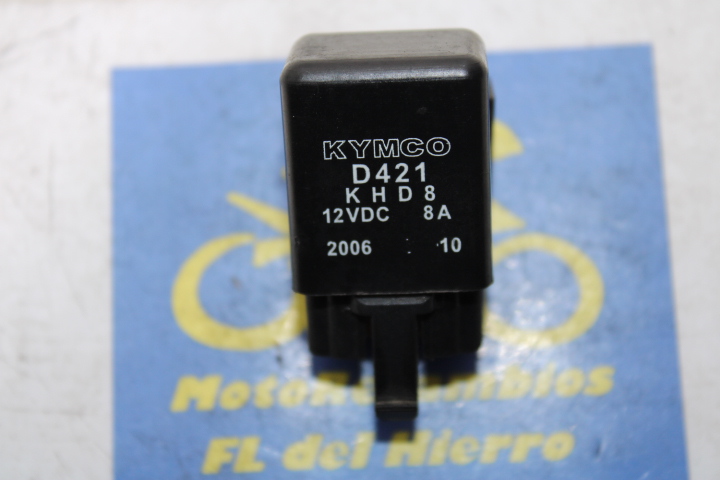 KYMCO
D421
K H D 8
12VDC 8A
2006 10
FL del Hierro